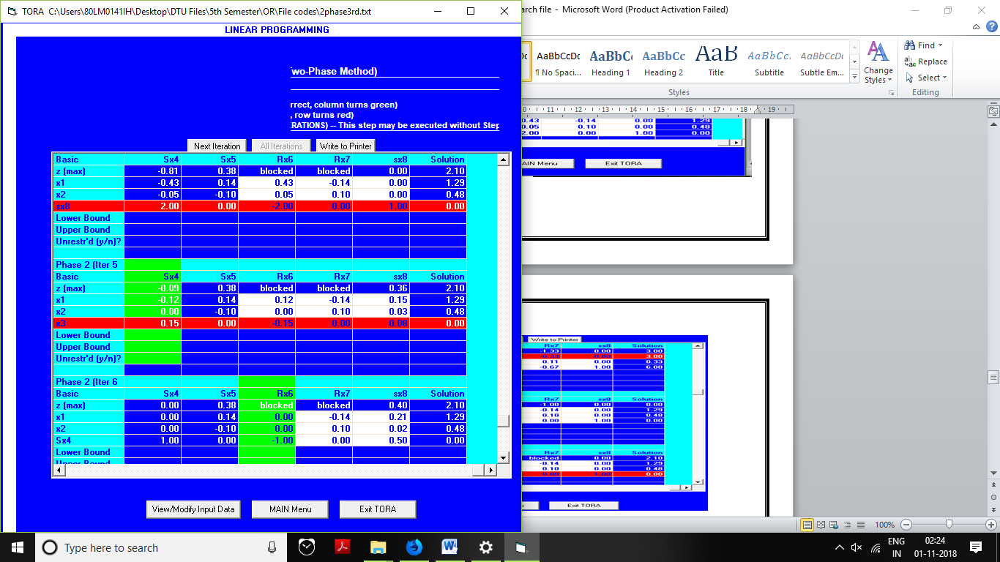 TORA C:\Users\80LM0141IH\Desktop\DTU Files\5th Semester\OR\File codes\2phase3rd.txt
LINEAR PROGRAMMING
wo-Phase Method)
rrect, column turns green)
, row turns red)
RATIONS) -- This step may be executed without Step
Next Iteration All Iterations Write to Printer
Basic Sx4 Sx5 Rx6 Rx7 sx8 Solution
z (max) -0.81 0.38 blocked blocked 0.00 2.10
x1 -0.43 0.14 0.43 -0.14 0.00 1.29
x2 -0.05 -0.10 0.05 0.10 0.00 0.48
sx8 2.00 0.00 -2.00 0.00 1.00 0.00
Lower Bound
Upper Bound
Unrestr'd (y/n)?
Phase 2 (Iter 5
Basic Sx4 Sx5 Rx6 Rx7 sx8 Solution
z (max) -0.09 0.38 blocked blocked 0.36 2.10
x1 -0.12 0.14 0.12 -0.14 0.15 1.29
x2 0.00 -0.10 0.00 0.10 0.03 0.48
x3 0.15 0.00 -0.15 0.00 0.08 0.00
Lower Bound
Upper Bound
Unrestr'd (y/n)?
Phase 2 (Iter 6
Basic Sx4 Sx5 Rx6 Rx7 sx8 Solution
z (max) 0.00 0.38 blocked blocked 0.40 2.10
x1 0.00 0.14 0.00 -0.14 0.21 1.29
x2 0.00 -0.10 0.00 0.10 0.02 0.48
Sx4 1.00 0.00 -1.00 0.00 0.50 0.00
Lower Bound
Upper Bound
View/Modify Input Data MAIN Menu Exit TORA
arch file - Microsoft Word (Product Activation Failed)
AaBbCcDc AaBbC AaBbCc AaB AaBbCc. AaBbCcDc
¶ No Spaci... Heading 1 Heading 2 Title Subtitle Subtle Em...
Change Styles
Find
Replace
Select
Styles
Editing
11 12 13 14 15 16 17 18 19
0.43 -0.14 0.00 1.29
0.05 0.10 0.00 0.48
2.00 0.00 1.00 0.00
AIN Menu Exit TORA
Write to Printer
Rx7 sx8 Solution
-1.33 0.00 3.00
0.00 3.00
0.11 0.00 0.33
-0.67 1.00 6.00
Rx7 sx8 Solution
-1.00 0.00 0.00
-0.14 0.00 1.29
0.10 0.00 0.48
0.00 1.00 0.00
Rx7 sx8 Solution
blocked 0.00 2.10
-0.14 0.00 1.29
0.10 0.00 0.48
0.00 1.00 0.00
Exit TORA
100%
Type here to search
ENG
IN
02:24
01-11-2018